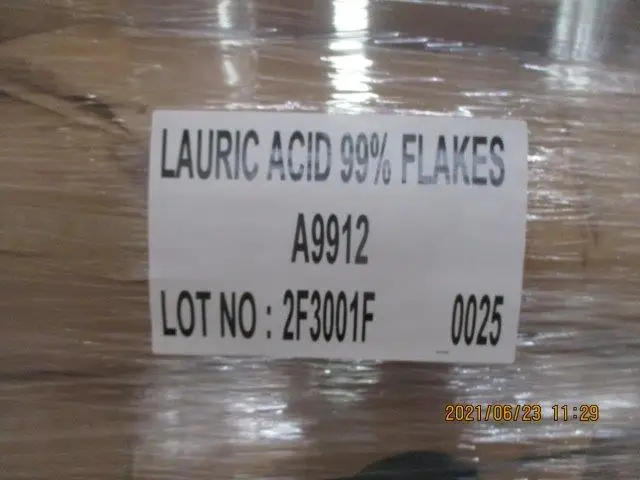 LAURIC ACID 99% FLAKES
A9912
LOT NO : 2F3001F 0025
2021/06/23 11:29